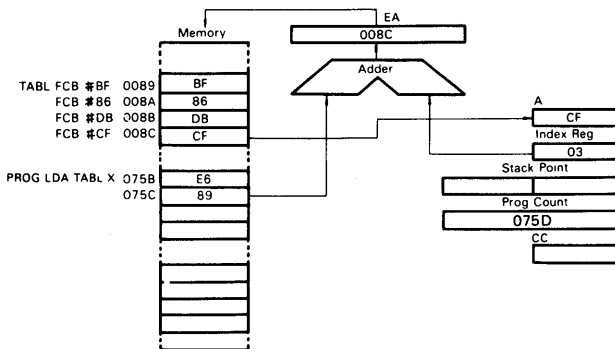 EA
Memory
008C
Adder
TABL FCB #BF 0089 BF
FCB #86 008A 86
FCB #DB 008B DB
FCB #CF 008C CF
A
CF
Index Reg
03
Stack Point
PROG LDA TABL X 075B E6
075C 89
Prog Count
075D
CC